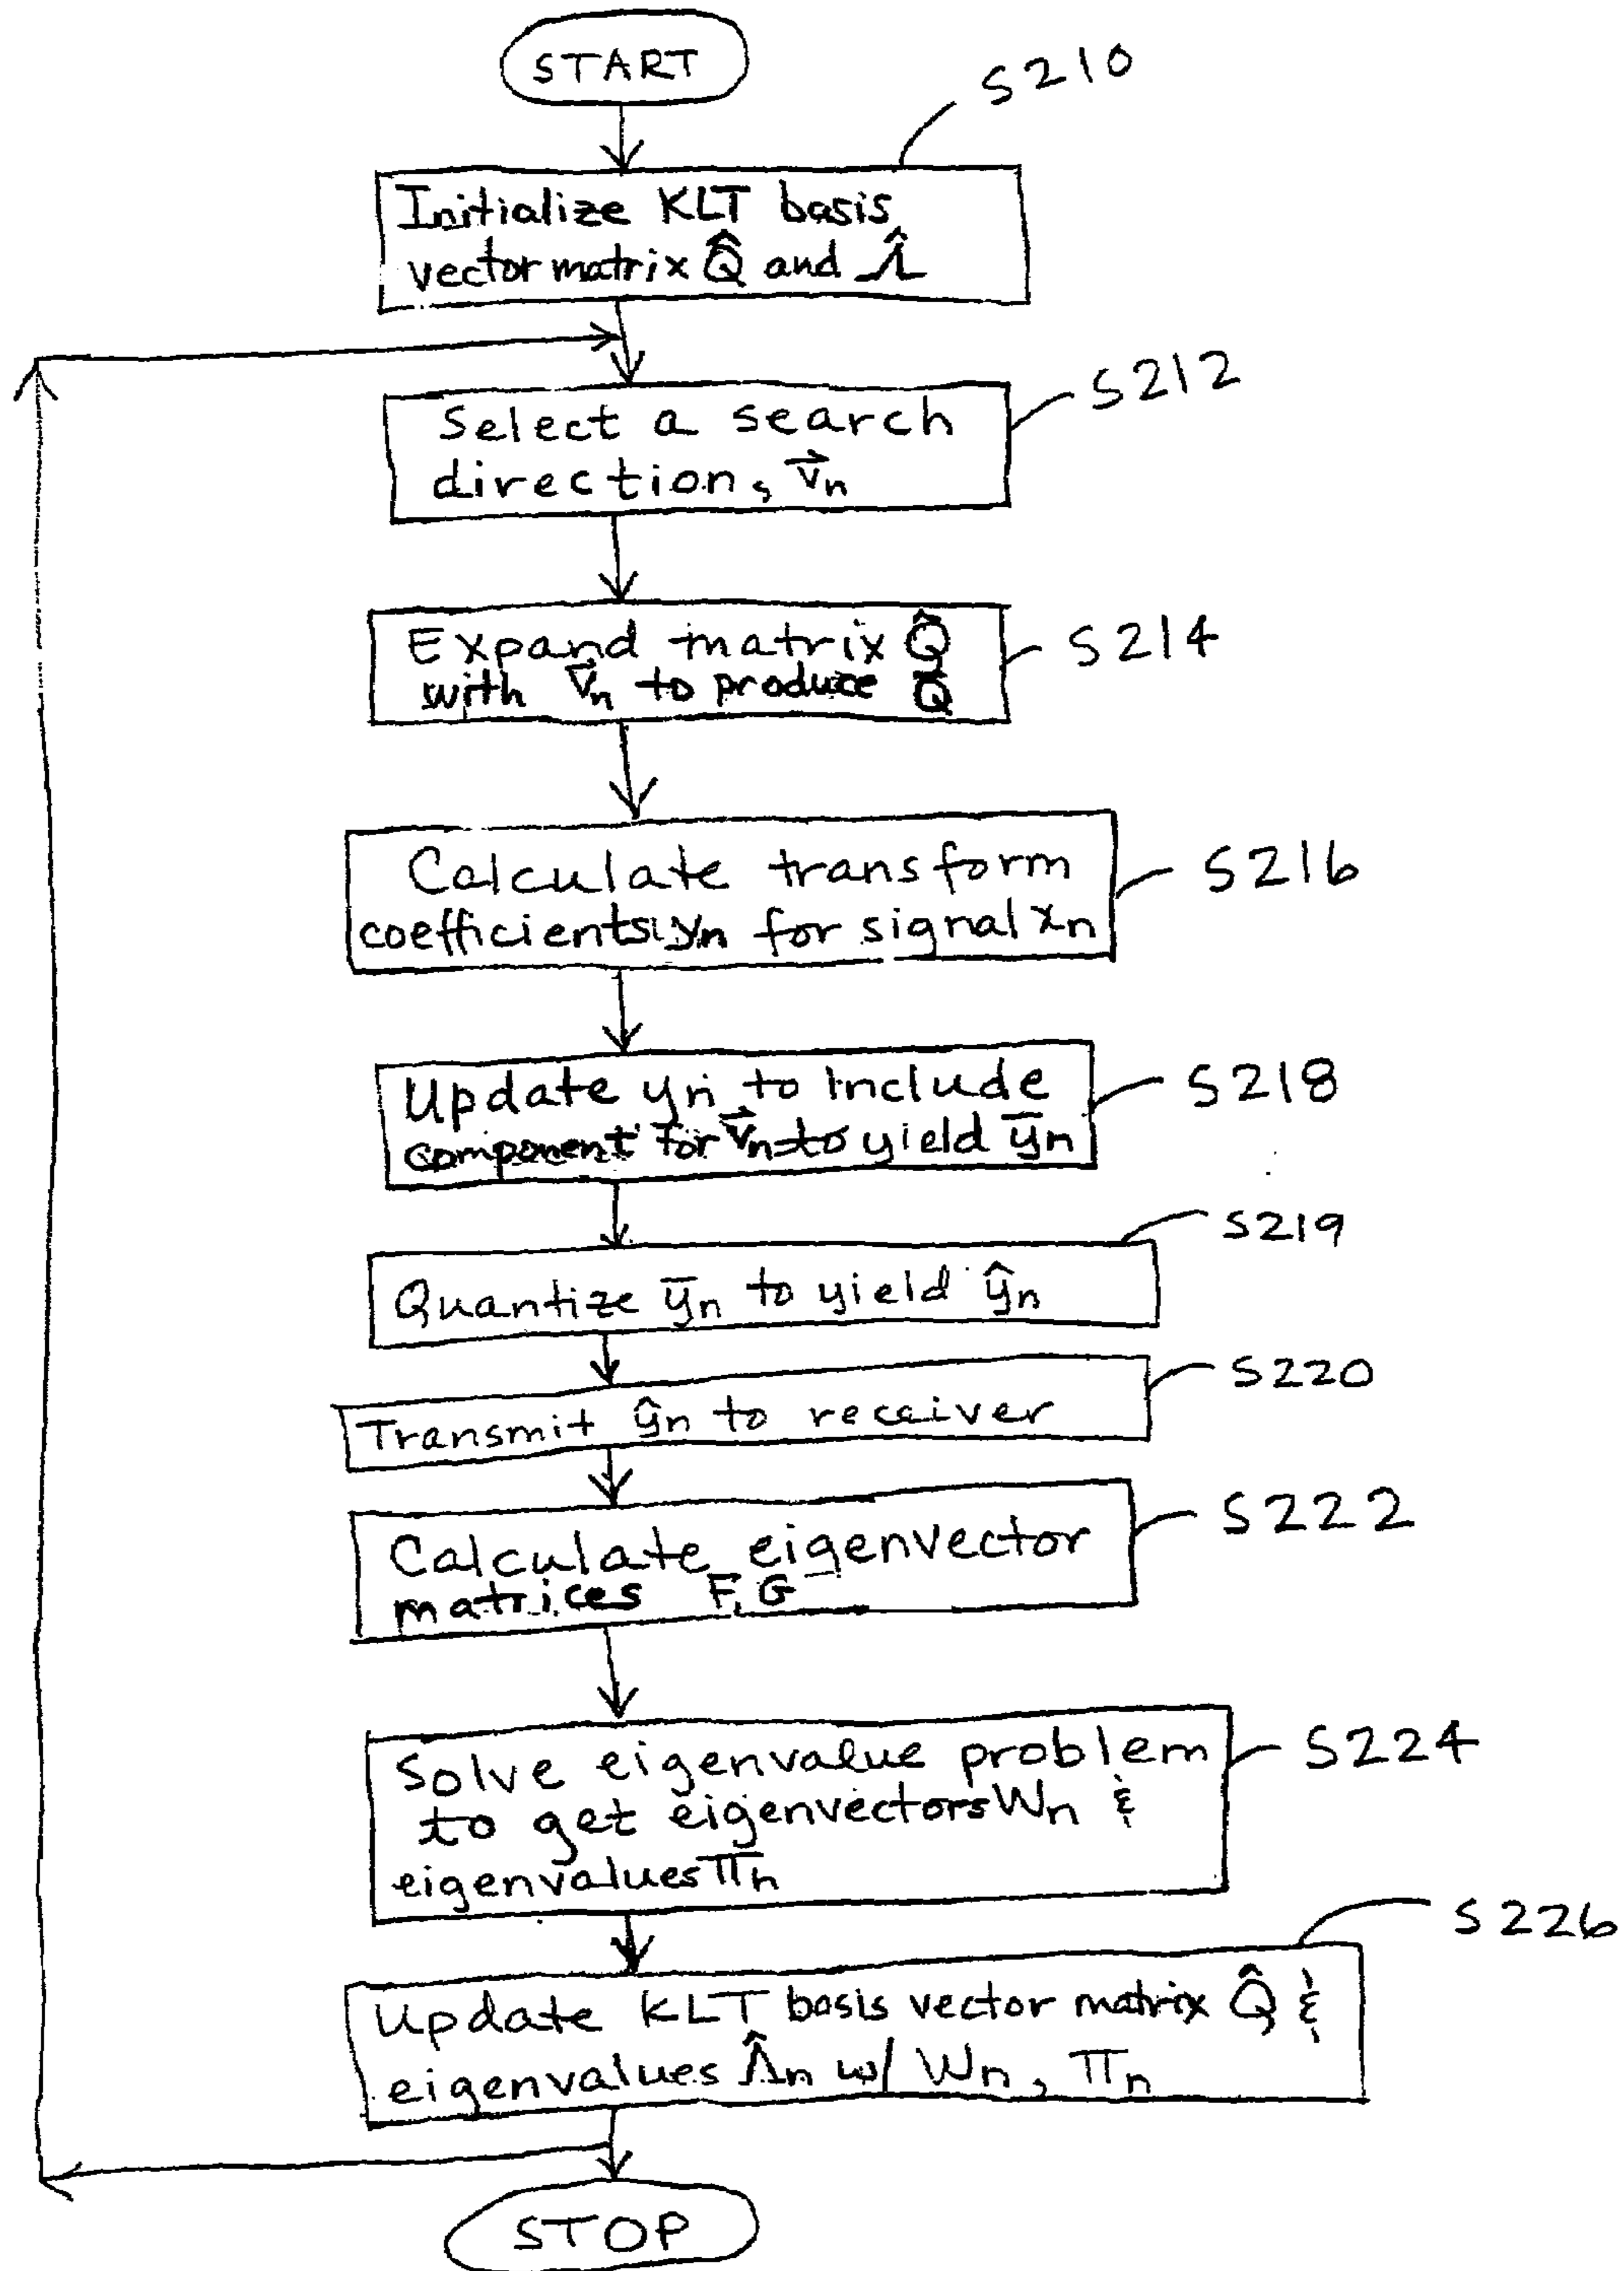 START
S210
Initialize KLT basis
vector matrix Q̂ and Λ̂
S212
Select a search
direction, v⃗n
S214
Expand matrix Q̂
with v⃗n to produce Q̄
S216
Calculate transform
coefficients, yn for signal xn
S218
Update yn to include
component for v⃗n to yield ȳn
S219
Quantize ȳn to yield ŷn
S220
Transmit ŷn to receiver
S222
Calculate eigenvector
matrices F, G
S224
Solve eigenvalue problem
to get eigenvectors Wn &
eigenvalues Πn
S226
Update KLT basis vector matrix Q̂ &
eigenvalues Λ̂n w/ Wn, Πn
STOP